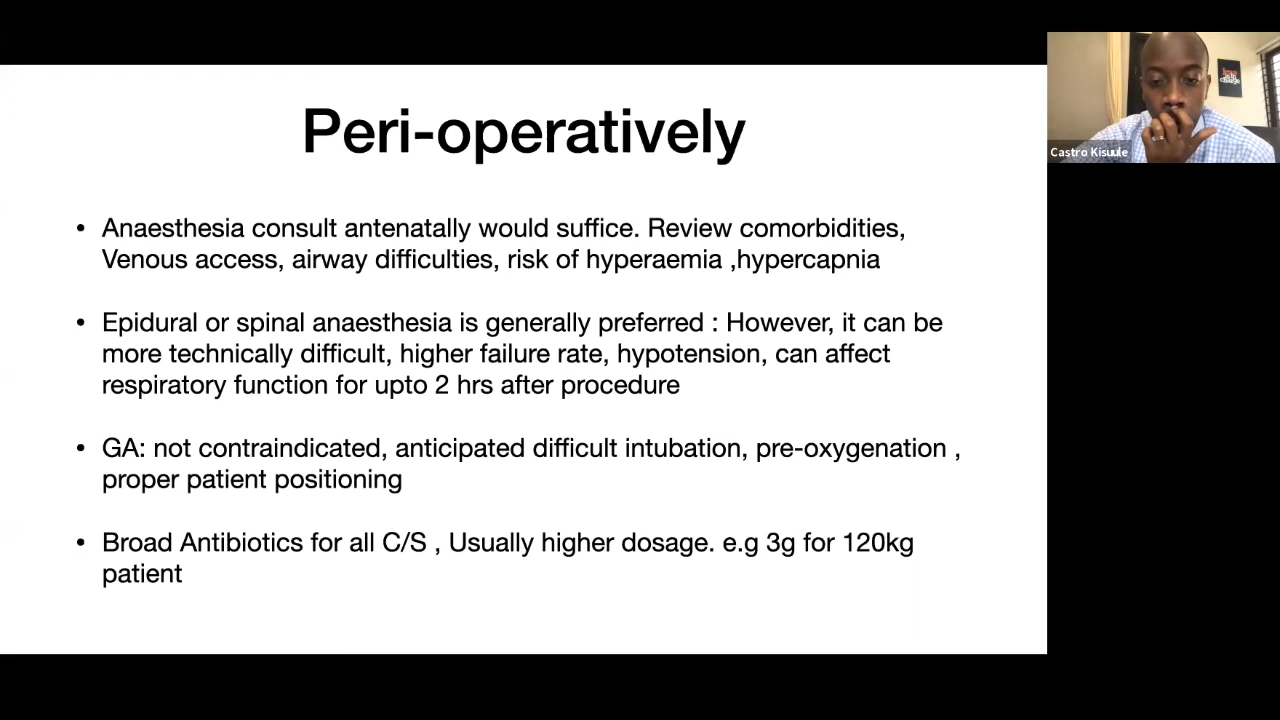 Peri-operatively
• Anaesthesia consult antenatally would suffice. Review comorbidities,
Venous access, airway difficulties, risk of hyperaemia ,hypercapnia
• Epidural or spinal anaesthesia is generally preferred : However, it can be
more technically difficult, higher failure rate, hypotension, can affect
respiratory function for upto 2 hrs after procedure
• GA: not contraindicated, anticipated difficult intubation, pre-oxygenation ,
proper patient positioning
• Broad Antibiotics for all C/S , Usually higher dosage. e.g 3g for 120kg
patient
Castro Kisuule